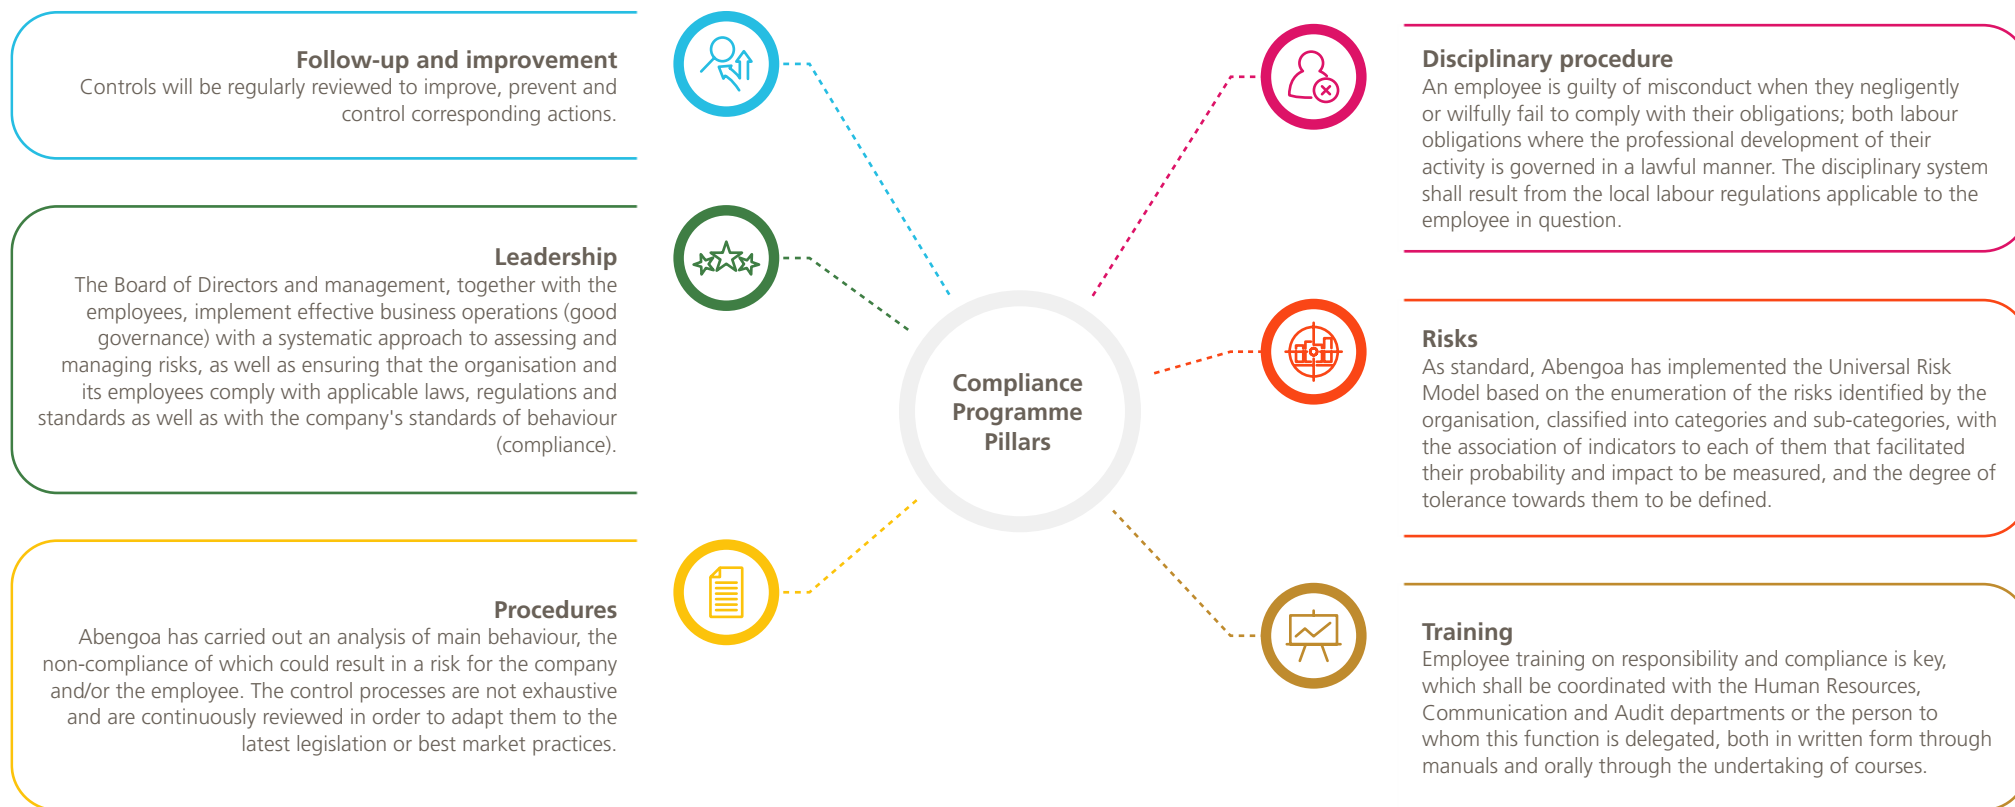 Follow-up and improvement
Controls will be regularly reviewed to improve, prevent and
control corresponding actions.
Leadership
The Board of Directors and management, together with the
employees, implement effective business operations (good
governance) with a systematic approach to assessing and
managing risks, as well as ensuring that the organisation and
its employees comply with applicable laws, regulations and
standards as well as with the company's standards of behaviour
(compliance).
Procedures
Abengoa has carried out an analysis of main behaviour, the
non-compliance of which could result in a risk for the company
and/or the employee. The control processes are not exhaustive
and are continuously reviewed in order to adapt them to the
latest legislation or best market practices.
Compliance
Programme
Pillars
Disciplinary procedure
An employee is guilty of misconduct when they negligently
or wilfully fail to comply with their obligations; both labour
obligations where the professional development of their
activity is governed in a lawful manner. The disciplinary system
shall result from the local labour regulations applicable to the
employee in question.
Risks
As standard, Abengoa has implemented the Universal Risk
Model based on the enumeration of the risks identified by the
organisation, classified into categories and sub-categories, with
the association of indicators to each of them that facilitated
their probability and impact to be measured, and the degree of
tolerance towards them to be defined.
Training
Employee training on responsibility and compliance is key,
which shall be coordinated with the Human Resources,
Communication and Audit departments or the person to
whom this function is delegated, both in written form through
manuals and orally through the undertaking of courses.